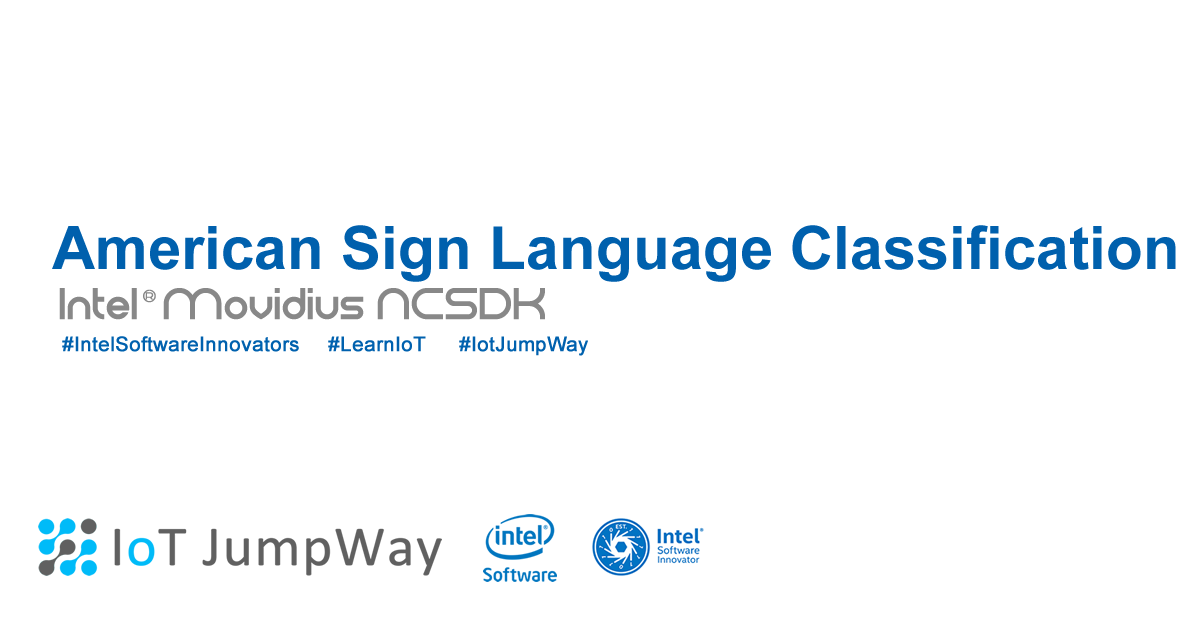 American Sign Language Classification
Intel® Movidius NCSDK
#IntelSoftwareInnovators #LearnIoT #IotJumpWay
IoT JumpWay
intel®
Software
EST.
Intel®
Software
Innovator